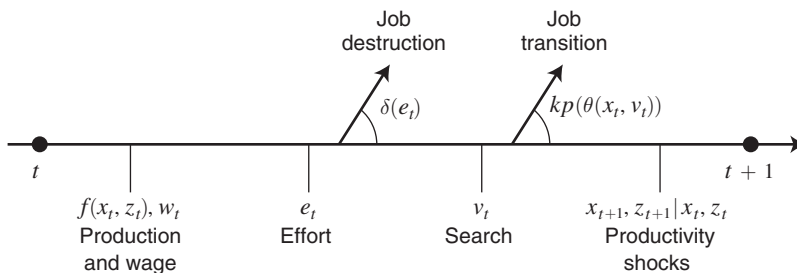 Job
destruction
Job
transition
δ(e_t)
kp(θ(x_t, v_t))
t
t + 1
f(x_t, z_t), w_t
Production
and wage
e_t
Effort
v_t
Search
x_{t+1}, z_{t+1}|x_t, z_t
Productivity
shocks